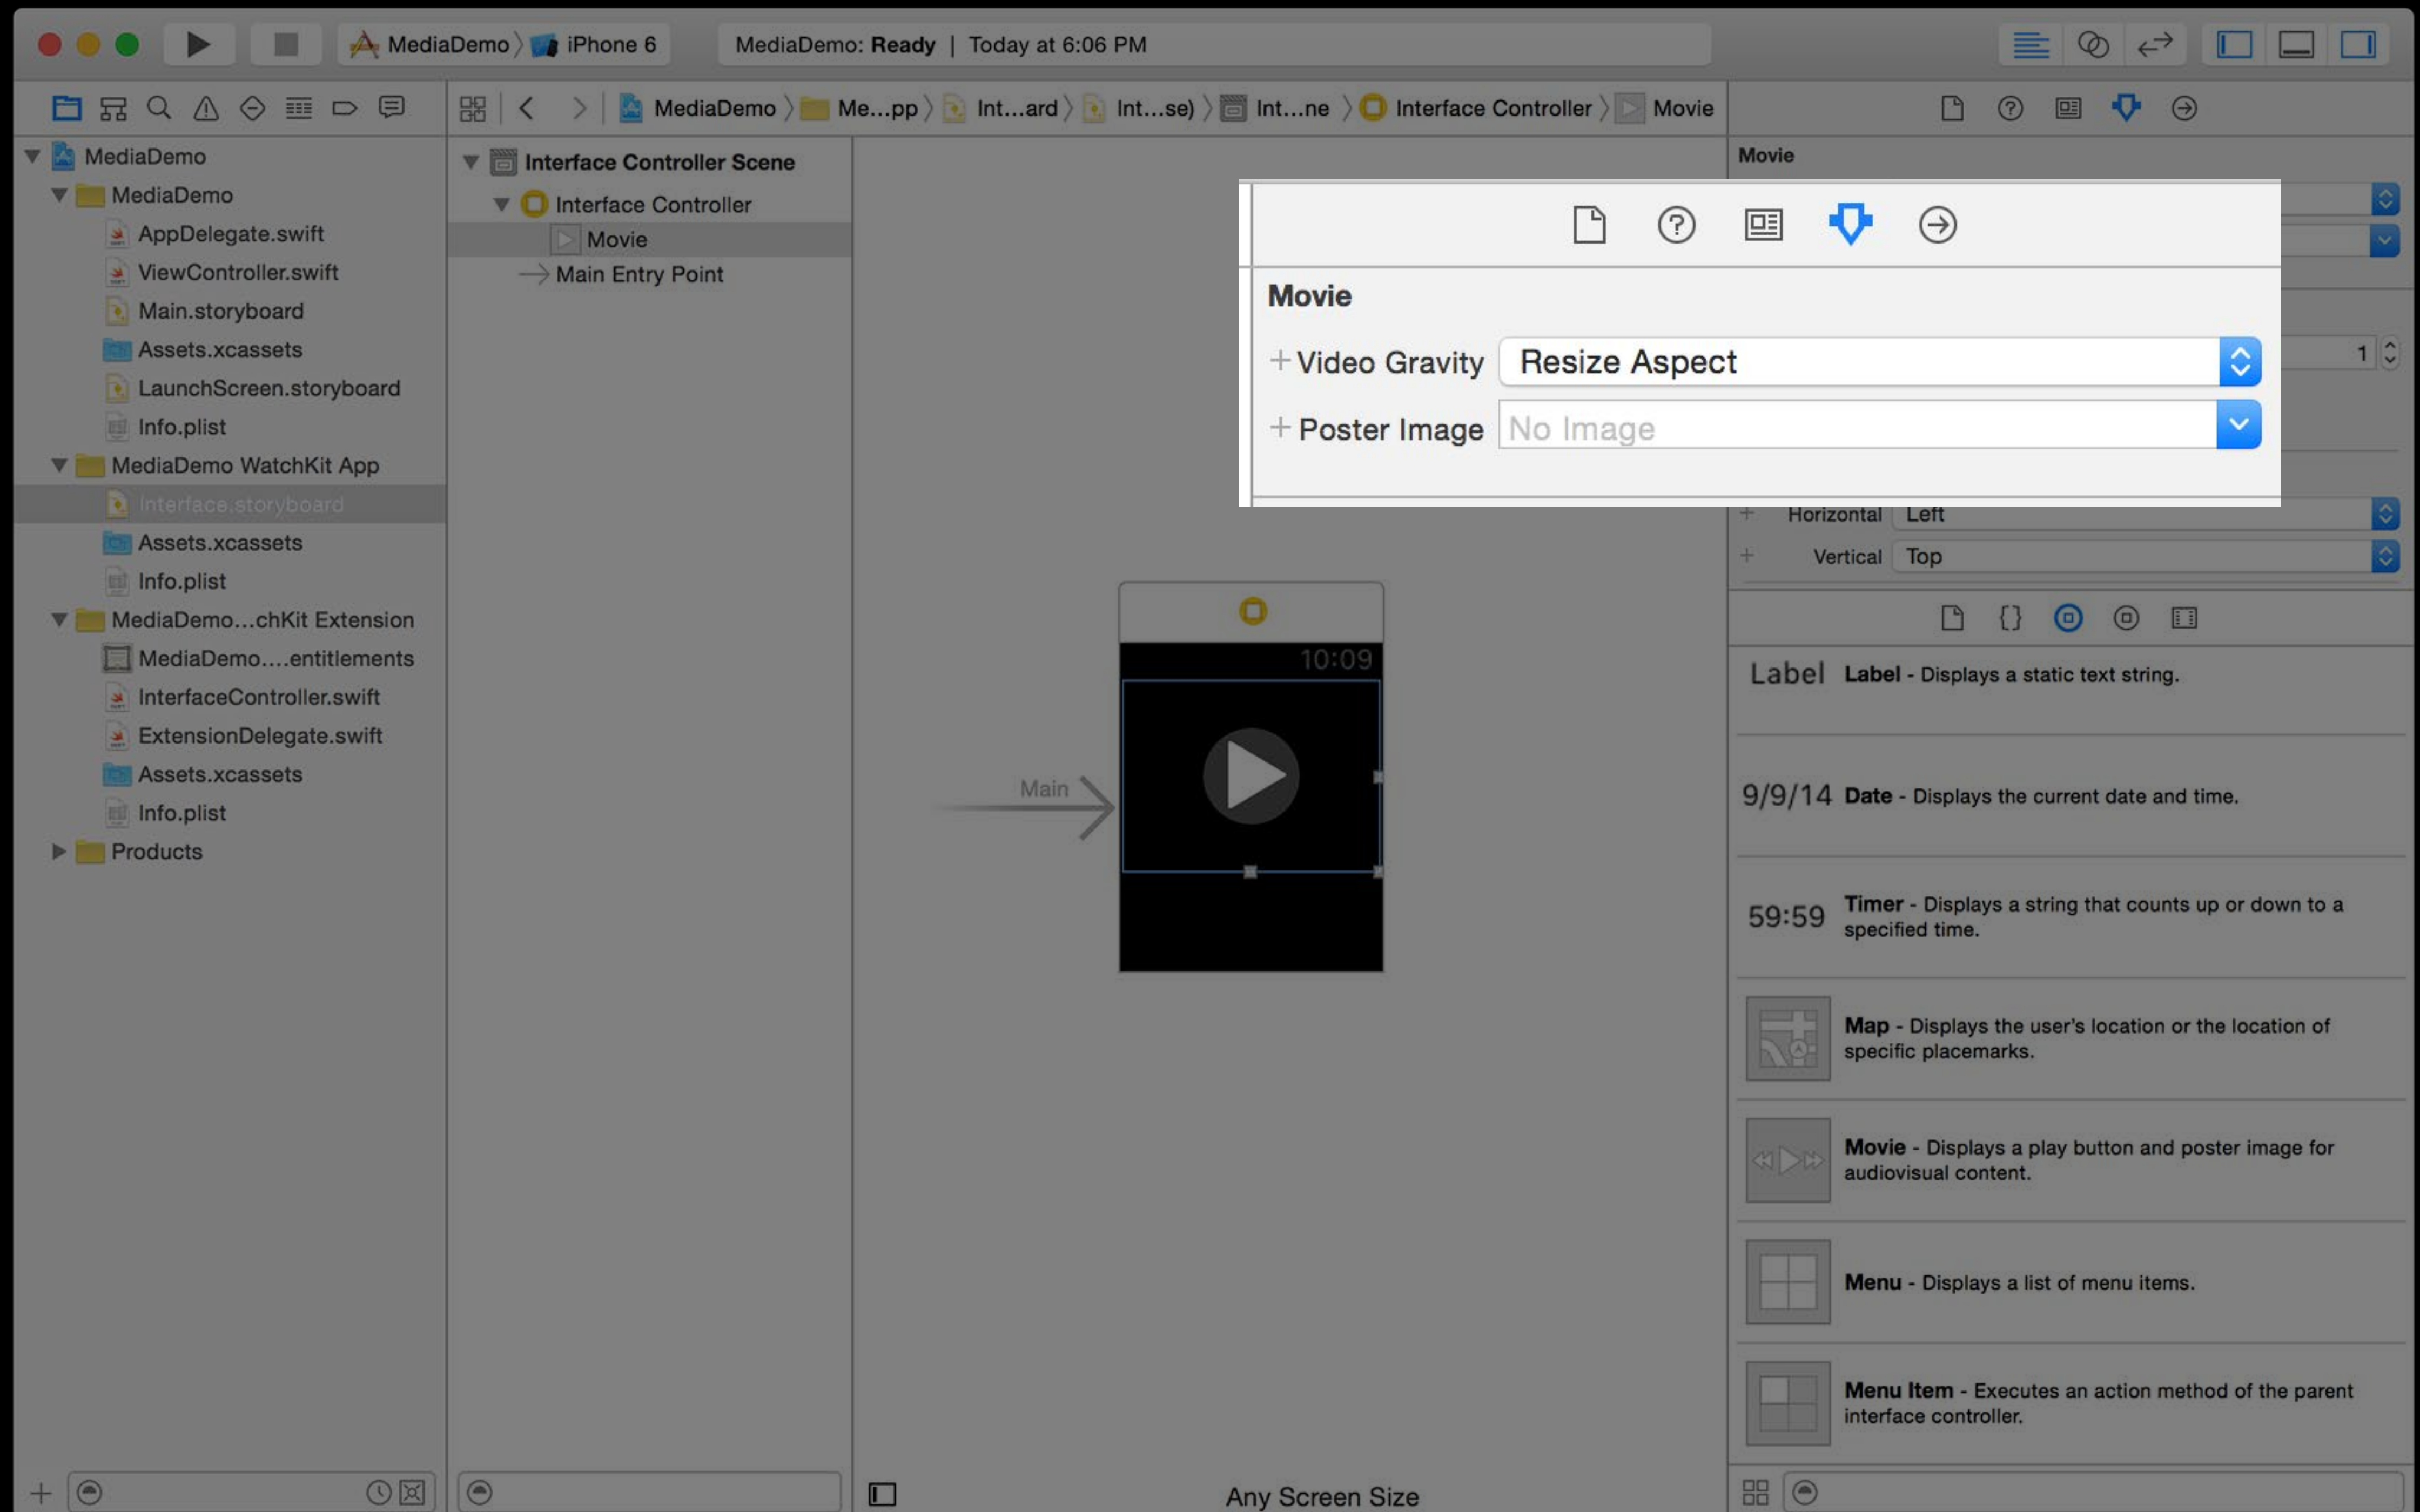 MediaDemo iPhone 6
MediaDemo: Ready | Today at 6:06 PM
MediaDemo Me...pp Int...ard Int...se) Int...ne Interface Controller Movie
MediaDemo
MediaDemo
AppDelegate.swift
ViewController.swift
Main.storyboard
Assets.xcassets
LaunchScreen.storyboard
Info.plist
MediaDemo WatchKit App
Interface.storyboard
Assets.xcassets
Info.plist
MediaDemo...chKit Extension
MediaDemo....entitlements
InterfaceController.swift
ExtensionDelegate.swift
Assets.xcassets
Info.plist
Products
Interface Controller Scene
Interface Controller
Movie
Main Entry Point
Main
10:09
Any Screen Size
Movie
Movie
Video Gravity Resize Aspect
Poster Image No Image
1
Horizontal Left
Vertical Top
Label Label - Displays a static text string.
9/9/14 Date - Displays the current date and time.
59:59 Timer - Displays a string that counts up or down to a
specified time.
Map - Displays the user's location or the location of
specific placemarks.
Movie - Displays a play button and poster image for
audiovisual content.
Menu - Displays a list of menu items.
Menu Item - Executes an action method of the parent
interface controller.